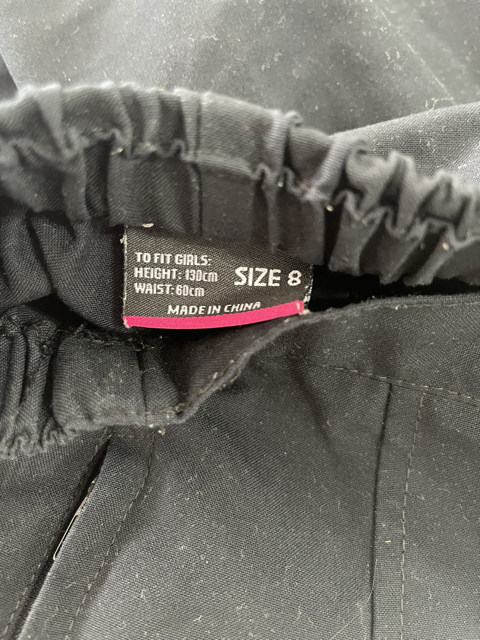 TO FIT GIRLS:
HEIGHT: 130cm
WAIST: 60cm
SIZE 8
MADE IN CHINA